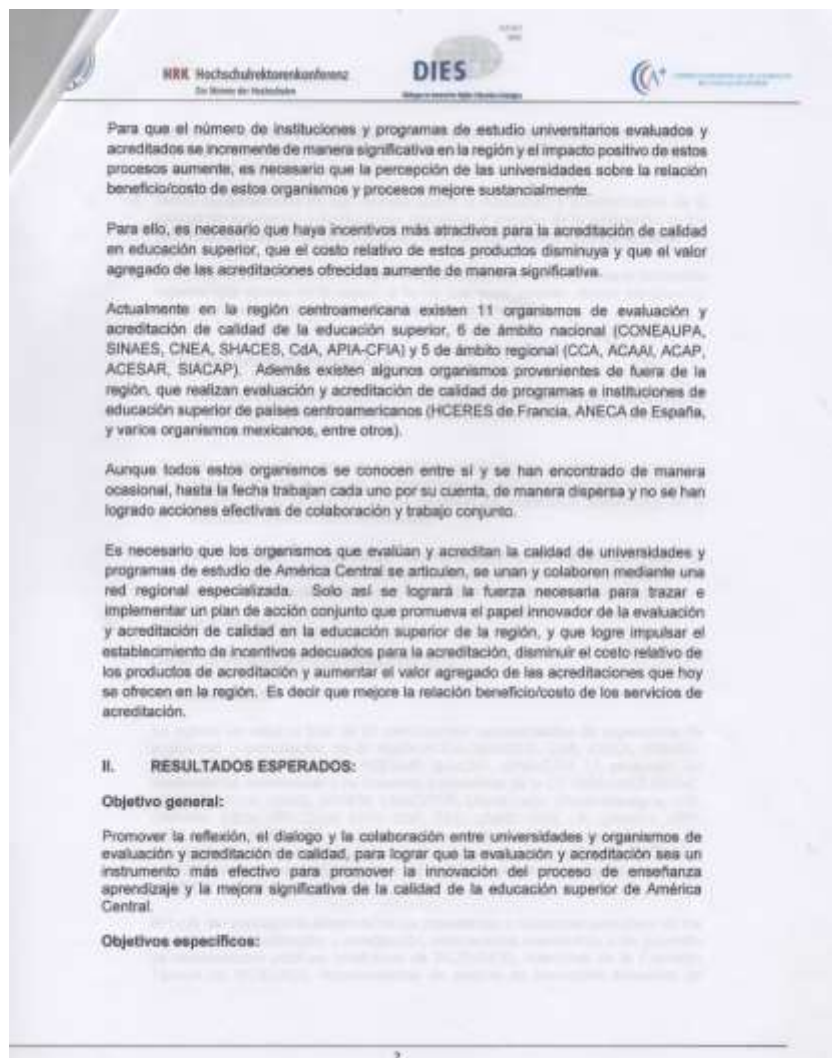 HRK Hochschulrektorenkonferenz
Die Stimme der Hochschulen
DIES
Para que el número de instituciones y programas de estudio universitarios evaluados y
acreditados se incremente de manera significativa en la región y el impacto positivo de estos
procesos aumente, es necesario que la percepción de las universidades sobre la relación
beneficio/costo de estos organismos y procesos mejore sustancialmente.
Para ello, es necesario que haya incentivos más atractivos para la acreditación de calidad
en educación superior, que el costo relativo de estos productos disminuya y que el valor
agregado de las acreditaciones ofrecidas aumente de manera significativa.
Actualmente en la región centroamericana existen 11 organismos de evaluación y
acreditación de calidad de la educación superior, 6 de ámbito nacional (CONEAUPA,
SINAES, CNEA, SHACES, CdA, APIA-CFIA) y 5 de ámbito regional (CCA, ACAAI, ACAP,
ACESAR, SIACAP). Además existen algunos organismos provenientes de fuera de la
región, que realizan evaluación y acreditación de calidad de programas e instituciones de
educación superior de países centroamericanos (HCERES de Francia, ANECA de España,
y varios organismos mexicanos, entre otros).
Aunque todos estos organismos se conocen entre sí y se han encontrado de manera
ocasional, hasta la fecha trabajan cada uno por su cuenta, de manera dispersa y no se han
logrado acciones efectivas de colaboración y trabajo conjunto.
Es necesario que los organismos que evalúan y acreditan la calidad de universidades y
programas de estudio de América Central se articulen, se unan y colaboren mediante una
red regional especializada. Solo así se logrará la fuerza necesaria para trazar e
implementar un plan de acción conjunto que promueva el papel innovador de la evaluación
y acreditación de calidad en la educación superior de la región, y que logre impulsar el
establecimiento de incentivos adecuados para la acreditación, disminuir el costo relativo de
los productos de acreditación y aumentar el valor agregado de las acreditaciones que hoy
se ofrecen en la región. Es decir que mejore la relación beneficio/costo de los servicios de
acreditación.
II. RESULTADOS ESPERADOS:
Objetivo general:
Promover la reflexión, el dialogo y la colaboración entre universidades y organismos de
evaluación y acreditación de calidad, para lograr que la evaluación y acreditación sea un
instrumento más efectivo para promover la innovación del proceso de enseñanza
aprendizaje y la mejora significativa de la calidad de la educación superior de América
Central.
Objetivos específicos:
2